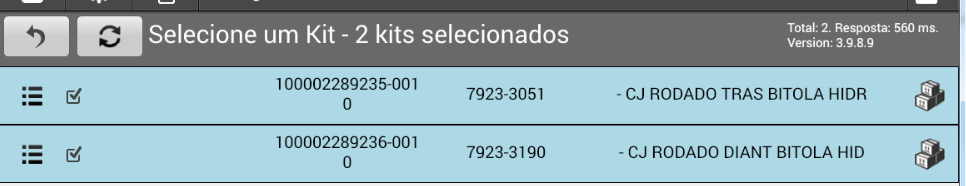 Selecione um Kit - 2 kits selecionados
Total: 2. Resposta: 560 ms.
Version: 3.9.8.9
100002289235-001
0
7923-3051
- CJ RODADO TRAS BITOLA HIDR
100002289236-001
0
7923-3190
- CJ RODADO DIANT BITOLA HID